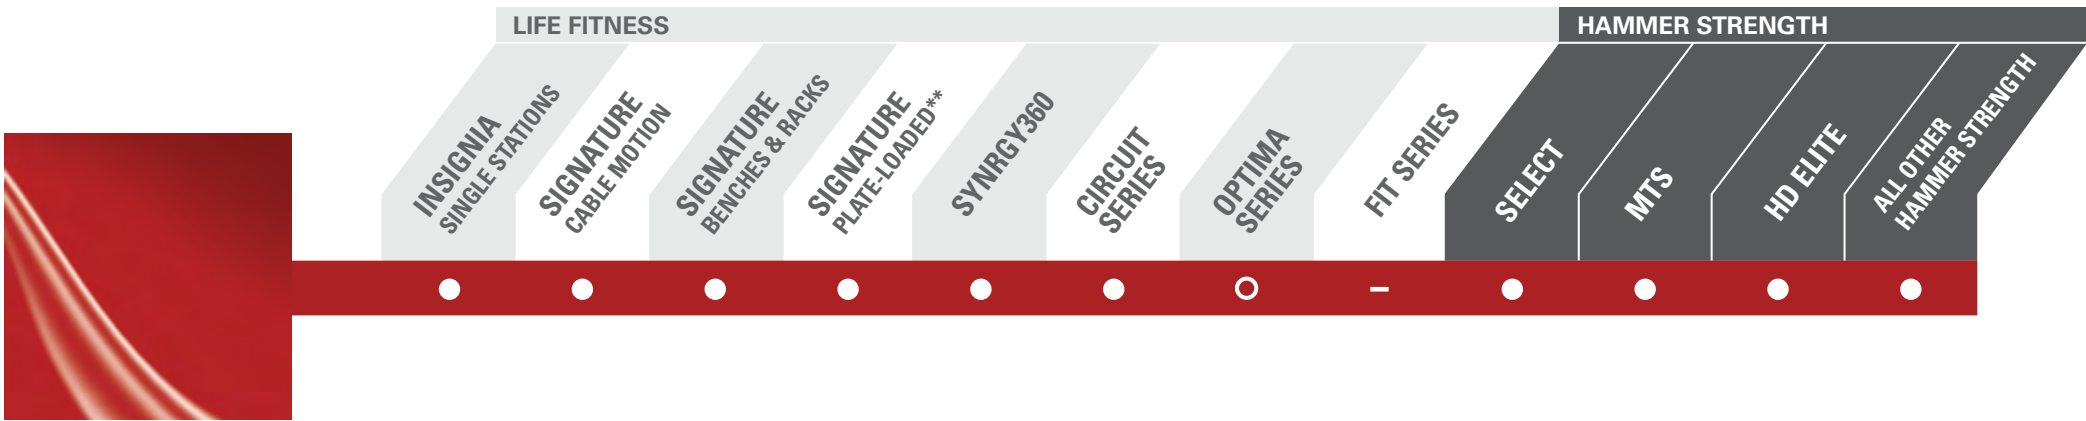 LIFE FITNESS
HAMMER STRENGTH
INSIGNIA
SINGLE STATIONS
SIGNATURE
CABLE MOTION
SIGNATURE
BENCHES & RACKS
SIGNATURE
PLATE-LOADED**
SYNRGY360
CIRCUIT
SERIES
OPTIMA
SERIES
FIT SERIES
SELECT
MTS
HD ELITE
ALL OTHER
HAMMER STRENGTH